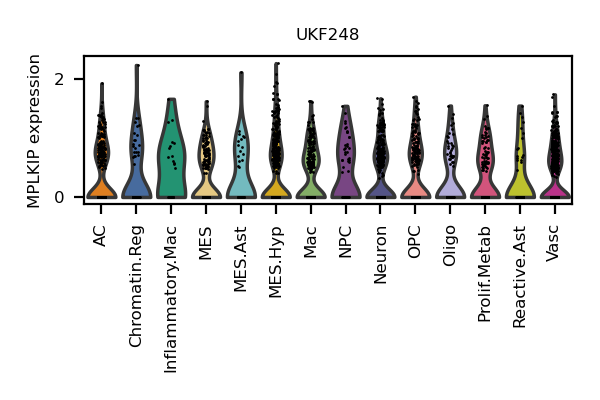 UKF248
MPLKIP expression
2
0
AC
Chromatin.Reg
Inflammatory.Mac
MES
MES.Ast
MES.Hyp
Mac
NPC
Neuron
OPC
Oligo
Prolif.Metab
Reactive.Ast
Vasc